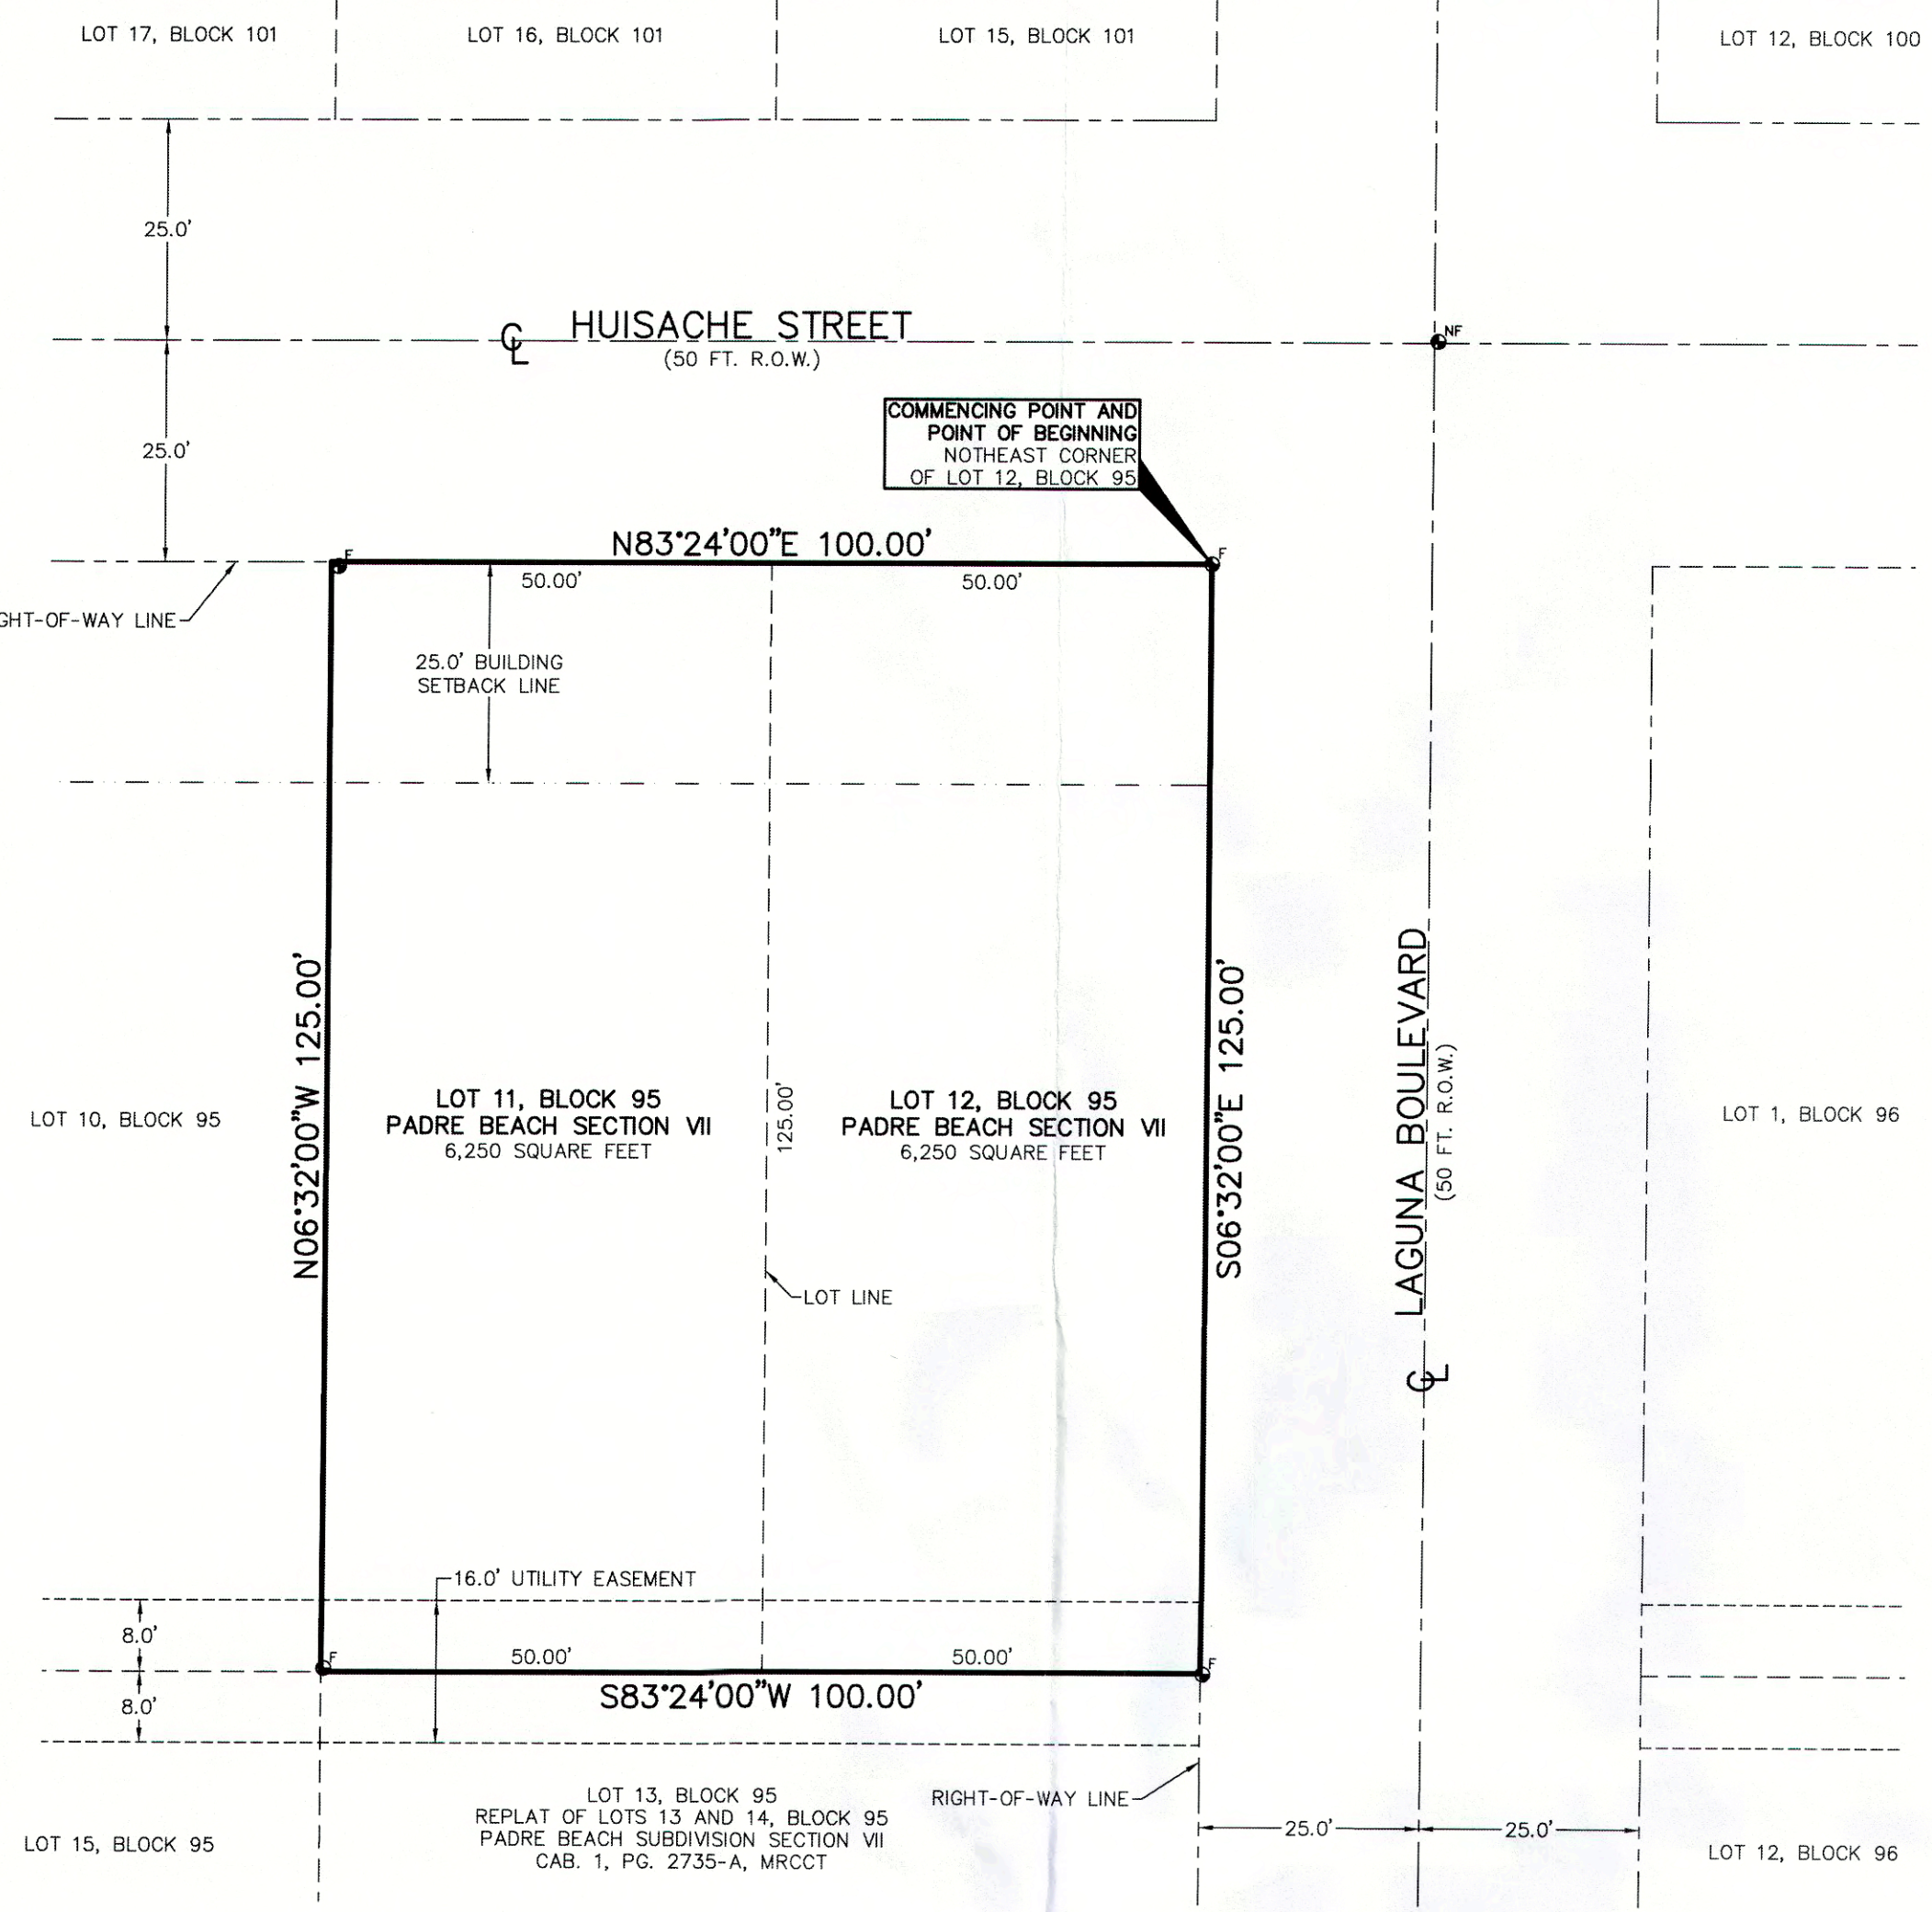 LOT 17, BLOCK 101
LOT 16, BLOCK 101
LOT 15, BLOCK 101
LOT 12, BLOCK 100
25.0'
HUISACHE STREET
(50 FT. R.O.W.)
NF
25.0'
COMMENCING POINT AND
POINT OF BEGINNING
NOTHEAST CORNER
OF LOT 12, BLOCK 95
N83°24'00"E 100.00'
F
F
50.00'
50.00'
GHT-OF-WAY LINE
25.0' BUILDING
SETBACK LINE
N06°32'00"W 125.00'
S06°32'00"E 125.00'
LAGUNA BOULEVARD
(50 FT. R.O.W.)
LOT 10, BLOCK 95
LOT 11, BLOCK 95
PADRE BEACH SECTION VII
6,250 SQUARE FEET
125.00'
LOT 12, BLOCK 95
PADRE BEACH SECTION VII
6,250 SQUARE FEET
LOT 1, BLOCK 96
LOT LINE
CL
CL
16.0' UTILITY EASEMENT
8.0'
F
50.00'
50.00'
F
S83°24'00"W 100.00'
8.0'
LOT 13, BLOCK 95
REPLAT OF LOTS 13 AND 14, BLOCK 95
PADRE BEACH SUBDIVISION SECTION VII
CAB. 1, PG. 2735-A, MRCCT
RIGHT-OF-WAY LINE
25.0'
25.0'
LOT 15, BLOCK 95
LOT 12, BLOCK 96